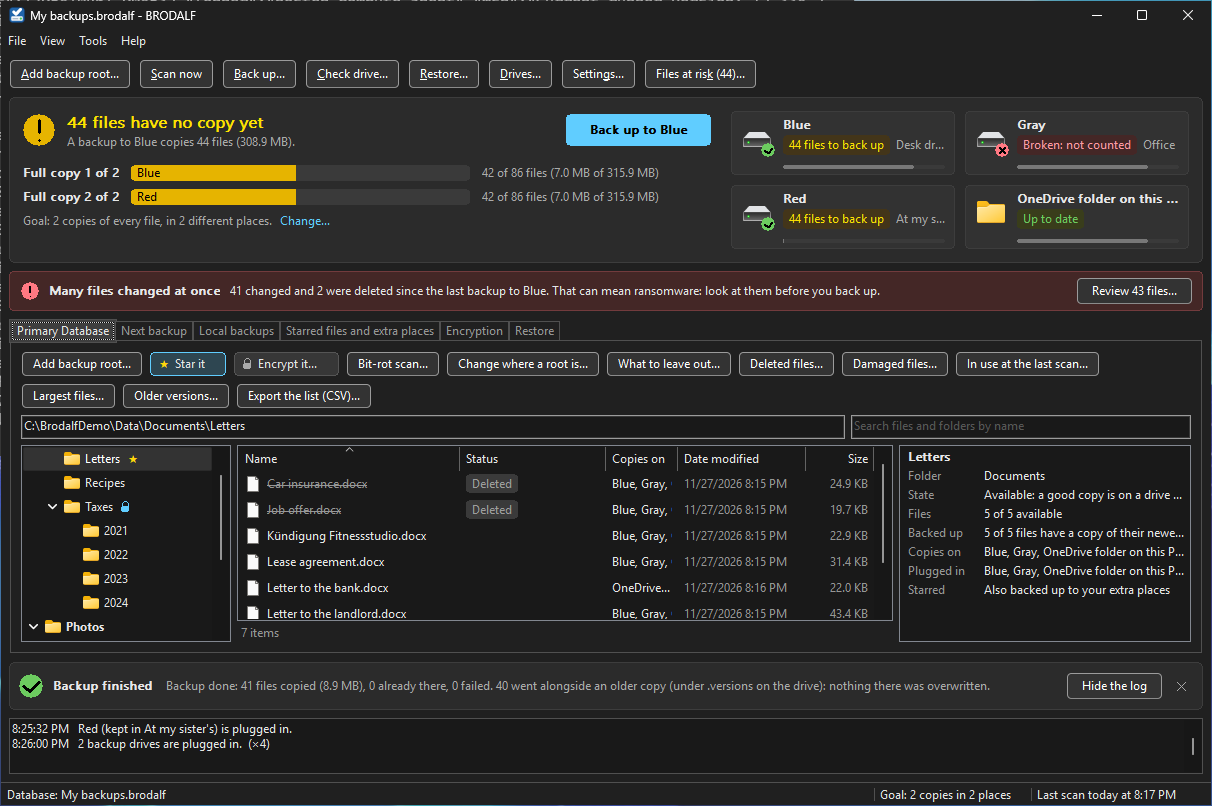 My backups.brodalf - BRODALF
File View Tools Help
Add backup root... Scan now Back up... Check drive... Restore... Drives... Settings... Files at risk (44)...
44 files have no copy yet
A backup to Blue copies 44 files (308.9 MB).
Back up to Blue
Full copy 1 of 2 Blue 42 of 86 files (7.0 MB of 315.9 MB)
Full copy 2 of 2 Red 42 of 86 files (7.0 MB of 315.9 MB)
Goal: 2 copies of every file, in 2 different places. Change...
Blue
44 files to back up Desk dr...
Gray
Broken: not counted Office
Red
44 files to back up At my s...
OneDrive folder on this ...
Up to date
Many files changed at once 41 changed and 2 were deleted since the last backup to Blue. That can mean ransomware: look at them before you back up. Review 43 files...
Primary Database Next backup Local backups Starred files and extra places Encryption Restore
Add backup root... Star it Encrypt it... Bit-rot scan... Change where a root is... What to leave out... Deleted files... Damaged files... In use at the last scan...
Largest files... Older versions... Export the list (CSV)...
C:\BrodalfDemo\Data\Documents\Letters Search files and folders by name
Letters
Recipes
Taxes
2021
2022
2023
2024
Photos
Name Status Copies on Date modified Size
Car insurance.docx Deleted Blue, Gray, 11/27/2026 8:15 PM 24.9 KB
Job offer.docx Deleted Blue, Gray, 11/27/2026 8:15 PM 19.7 KB
Kündigung Fitnessstudio.docx Blue, Gray, 11/27/2026 8:15 PM 22.9 KB
Lease agreement.docx Blue, Gray, 11/27/2026 8:15 PM 31.4 KB
Letter to the bank.docx OneDrive... 11/27/2026 8:16 PM 22.0 KB
Letter to the landlord.docx Blue, Gray, 11/27/2026 8:15 PM 43.4 KB
7 items
Letters
Folder Documents
State Available: a good copy is on a drive ...
Files 5 of 5 available
Backed up 5 of 5 files have a copy of their newe...
Copies on Blue, Gray, OneDrive folder on this P...
Plugged in Blue, Gray, OneDrive folder on this P...
Starred Also backed up to your extra places
Backup finished Backup done: 41 files copied (8.9 MB), 0 already there, 0 failed. 40 went alongside an older copy (under .versions on the drive): nothing there was overwritten. Hide the log
8:25:32 PM Red (kept in At my sister's) is plugged in.
8:26:00 PM 2 backup drives are plugged in. (×4)
Database: My backups.brodalf Goal: 2 copies in 2 places Last scan today at 8:17 PM